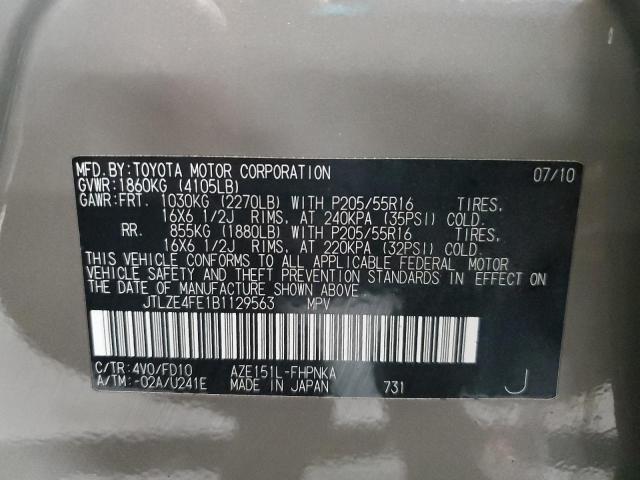 MFD.BY:TOYOTA MOTOR CORPORATION 07/10
GVWR:1860KG (4105LB)
GAWR:FRT. 1030KG (2270LB) WITH P205/55R16 TIRES,
16X6 1/2J RIMS, AT 240KPA (35PSI) COLD.
RR. 855KG (1880LB) WITH P205/55R16 TIRES,
16X6 1/2J RIMS, AT 220KPA (32PSI) COLD.
THIS VEHICLE CONFORMS TO ALL APPLICABLE FEDERAL MOTOR
VEHICLE SAFETY AND THEFT PREVENTION STANDARDS IN EFFECT ON
THE DATE OF MANUFACTURE SHOWN ABOVE.
JTLZE4FE1B1129563 MPV
C/TR:4V0/FD10 AZE151L-FHPNKA
A/TM:-02A/U241E MADE IN JAPAN 731 J